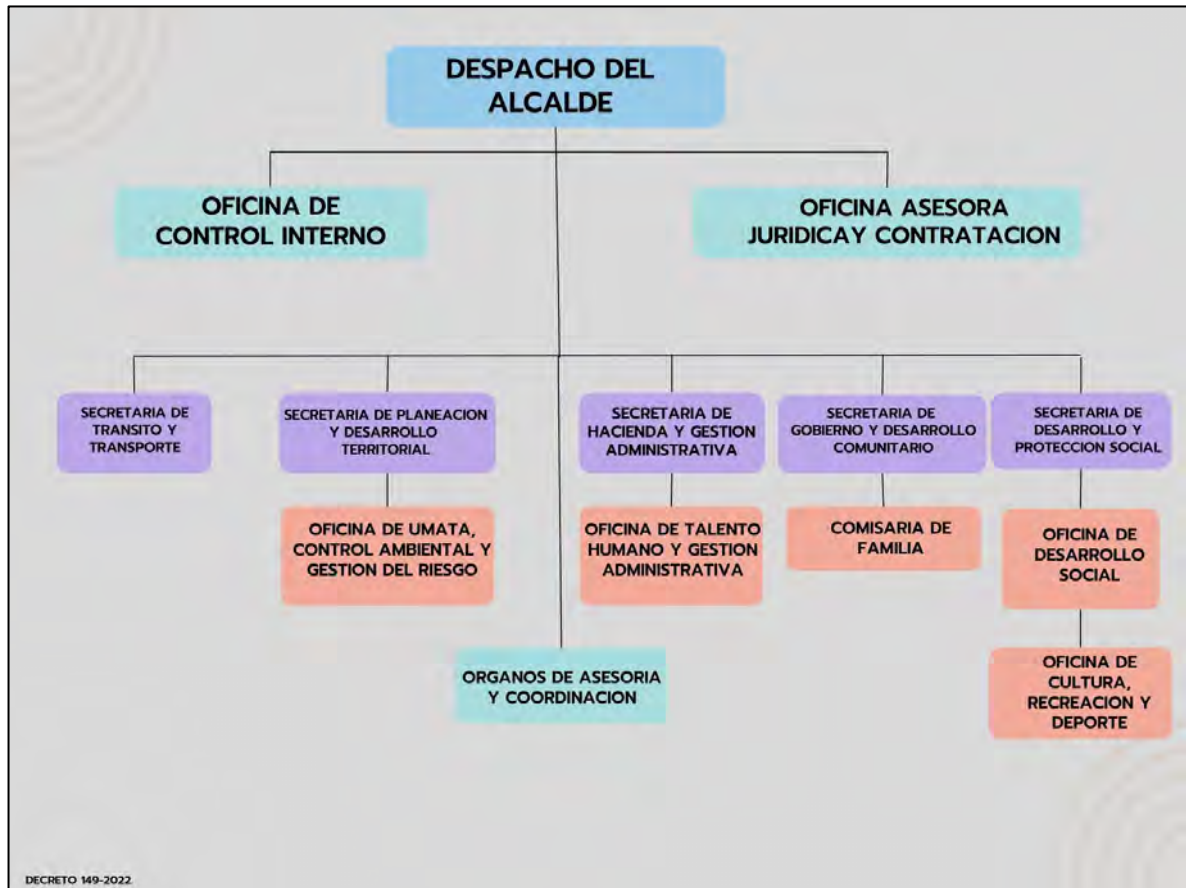 DESPACHO DEL
ALCALDE
OFICINA DE
CONTROL INTERNO
OFICINA ASESORA
JURIDICAY CONTRATACION
SECRETARIA DE
TRANSITO Y
TRANSPORTE
SECRETARIA DE PLANEACION
Y DESARROLLO
TERRITORIAL
SECRETARIA DE
HACIENDA Y GESTION
ADMINISTRATIVA
SECRETARIA DE
GOBIERNO Y DESARROLLO
COMUNITARIO
SECRETARIA DE
DESARROLLO Y
PROTECCION SOCIAL
OFICINA DE UMATA,
CONTROL AMBIENTAL Y
GESTION DEL RIESGO
OFICINA DE TALENTO
HUMANO Y GESTION
ADMINISTRATIVA
COMISARIA DE
FAMILIA
OFICINA DE
DESARROLLO
SOCIAL
ORGANOS DE ASESORIA
Y COORDINACION
OFICINA DE
CULTURA,
RECREACION Y
DEPORTE
DECRETO 149-2022